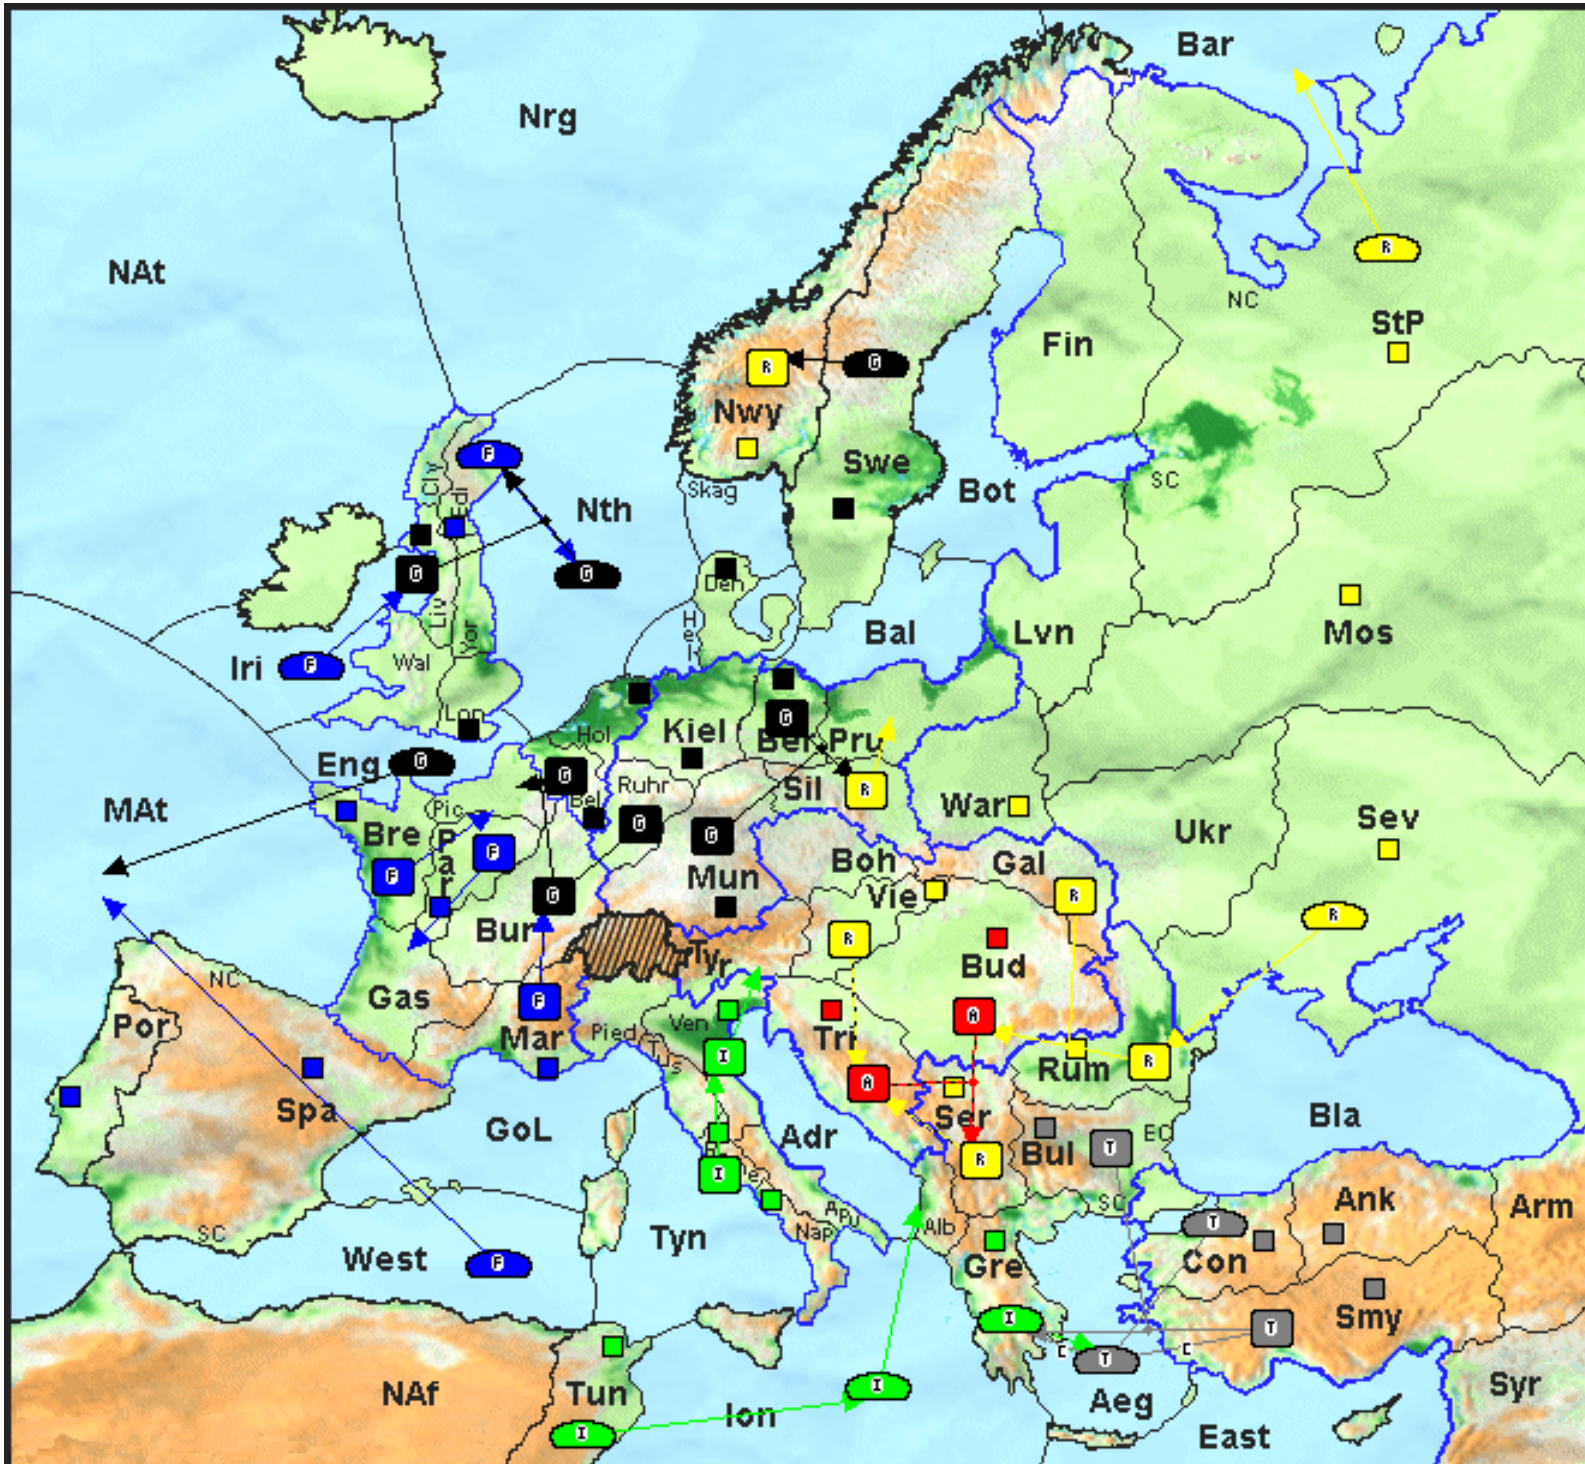 Bar
Nrg
NAt
R
NC
StP
Fin
R
G
Nwy
Swe
F
Cly
Edi
Skag
Bot
SC
Nth
G
G
Den
Liv
Yor
Hel
Bal
Lvn
Mos
Iri
F
Wal
Lon
Hol
Kiel
G
Ber
Pru
Eng
G
G
Ruhr
Sil
R
MAt
Pic
Bel
War
Ukr
Sev
Bre
Par
F
G
G
Mun
Boh
Gal
F
G
Vie
R
R
Bur
R
Bud
NC
Gas
Tyr
Por
F
Mar
Pied
Ven
Tus
I
Tri
A
A
Rum
R
Spa
GoL
Adr
Ser
Bla
Bul
T
EC
I
R
SC
Ank
Arm
SC
West
F
Tyn
Apu
Nap
Alb
Gre
T
Con
Smy
I
T
C
T
C
NAf
Tun
I
I
Ion
Aeg
East
Syr